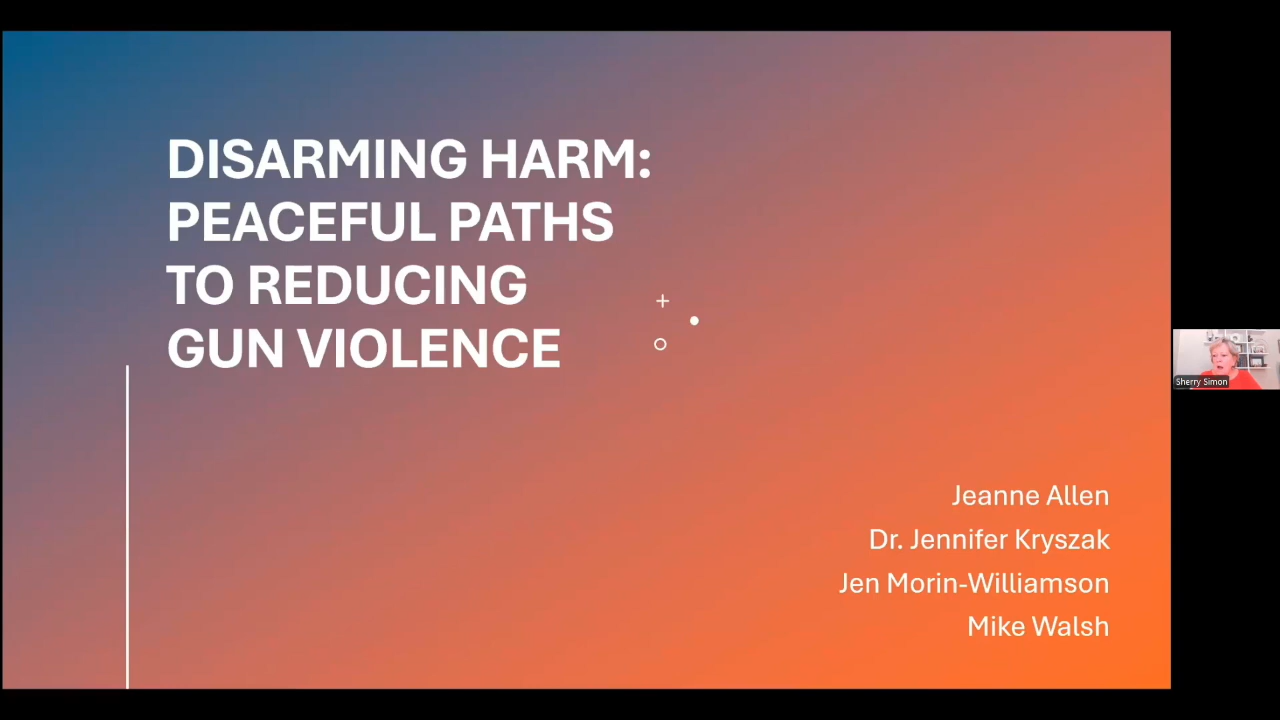 DISARMING HARM:
PEACEFUL PATHS
TO REDUCING
GUN VIOLENCE
Jeanne Allen
Dr. Jennifer Kryszak
Jen Morin-Williamson
Mike Walsh
Sherry Simon